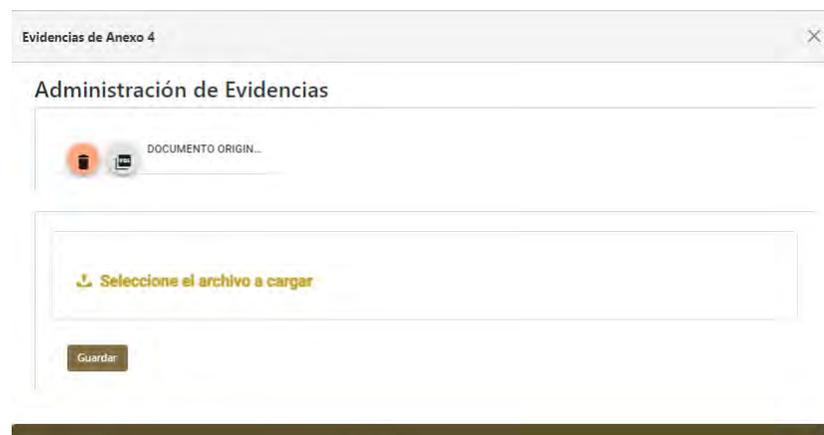 Evidencias de Anexo 4
Administración de Evidencias
DOCUMENTO ORIGIN...
Seleccione el archivo a cargar
Guardar